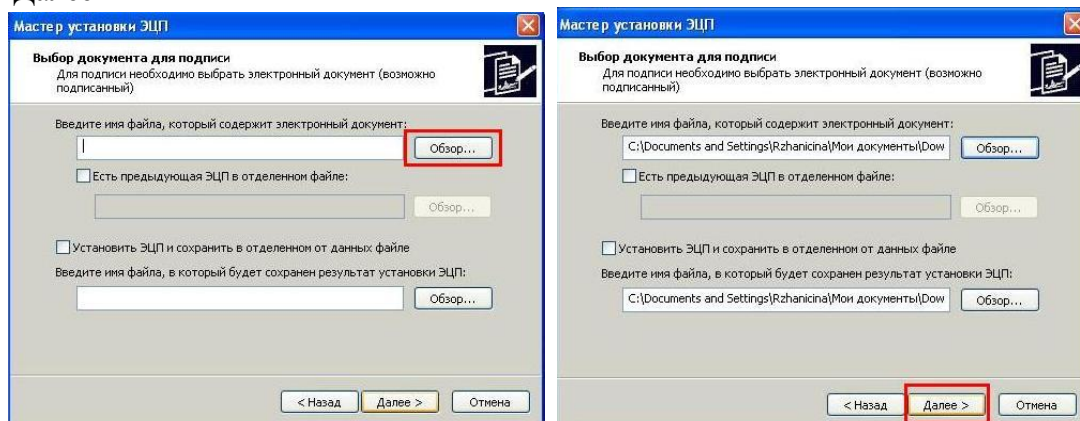 Далее
Мастер установки ЭЦП
Выбор документа для подписи
Для подписи необходимо выбрать электронный документ (возможно
подписанный)
Введите имя файла, который содержит электронный документ:
Обзор...
Есть предыдущая ЭЦП в отделенном файле:
Обзор...
Установить ЭЦП и сохранить в отделенном от данных файле
Введите имя файла, в который будет сохранен результат установки ЭЦП:
Обзор...
< Назад Далее > Отмена
Мастер установки ЭЦП
Выбор документа для подписи
Для подписи необходимо выбрать электронный документ (возможно
подписанный)
Введите имя файла, который содержит электронный документ:
C:\Documents and Settings\Rzhanicina\Мои документы\Dow Обзор...
Есть предыдущая ЭЦП в отделенном файле:
Обзор...
Установить ЭЦП и сохранить в отделенном от данных файле
Введите имя файла, в который будет сохранен результат установки ЭЦП:
C:\Documents and Settings\Rzhanicina\Мои документы\Dow Обзор...
< Назад Далее > Отмена